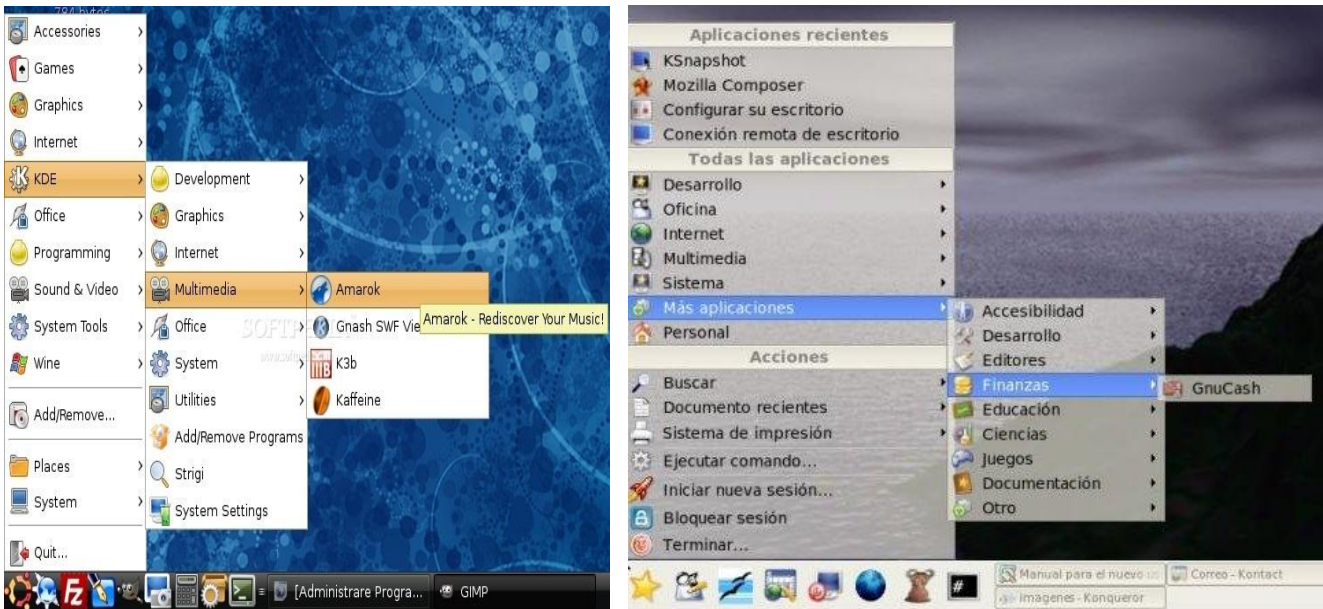 784 bytes
Accessories
Games
Graphics
Internet
KDE
Office
Programming
Sound & Video
System Tools
Wine
Add/Remove...
Places
System
Quit...
Development
Graphics
Internet
Multimedia
Office
System
Utilities
Add/Remove Programs
Strigi
System Settings
Amarok
Gnash SWF Vie
K3b
Kaffeine
Amarok - Rediscover Your Music!
[Administrare Progra...
GIMP
Aplicaciones recientes
KSnapshot
Mozilla Composer
Configurar su escritorio
Conexión remota de escritorio
Todas las aplicaciones
Desarrollo
Oficina
Internet
Multimedia
Sistema
Más aplicaciones
Personal
Acciones
Buscar
Documento recientes
Sistema de impresión
Ejecutar comando...
Iniciar nueva sesión...
Bloquear sesión
Terminar...
Accesibilidad
Desarrollo
Editores
Finanzas
Educación
Ciencias
Juegos
Documentación
Otro
GnuCash
Manual para el nuevo
Correo - Kontact
imagenes - Konqueror